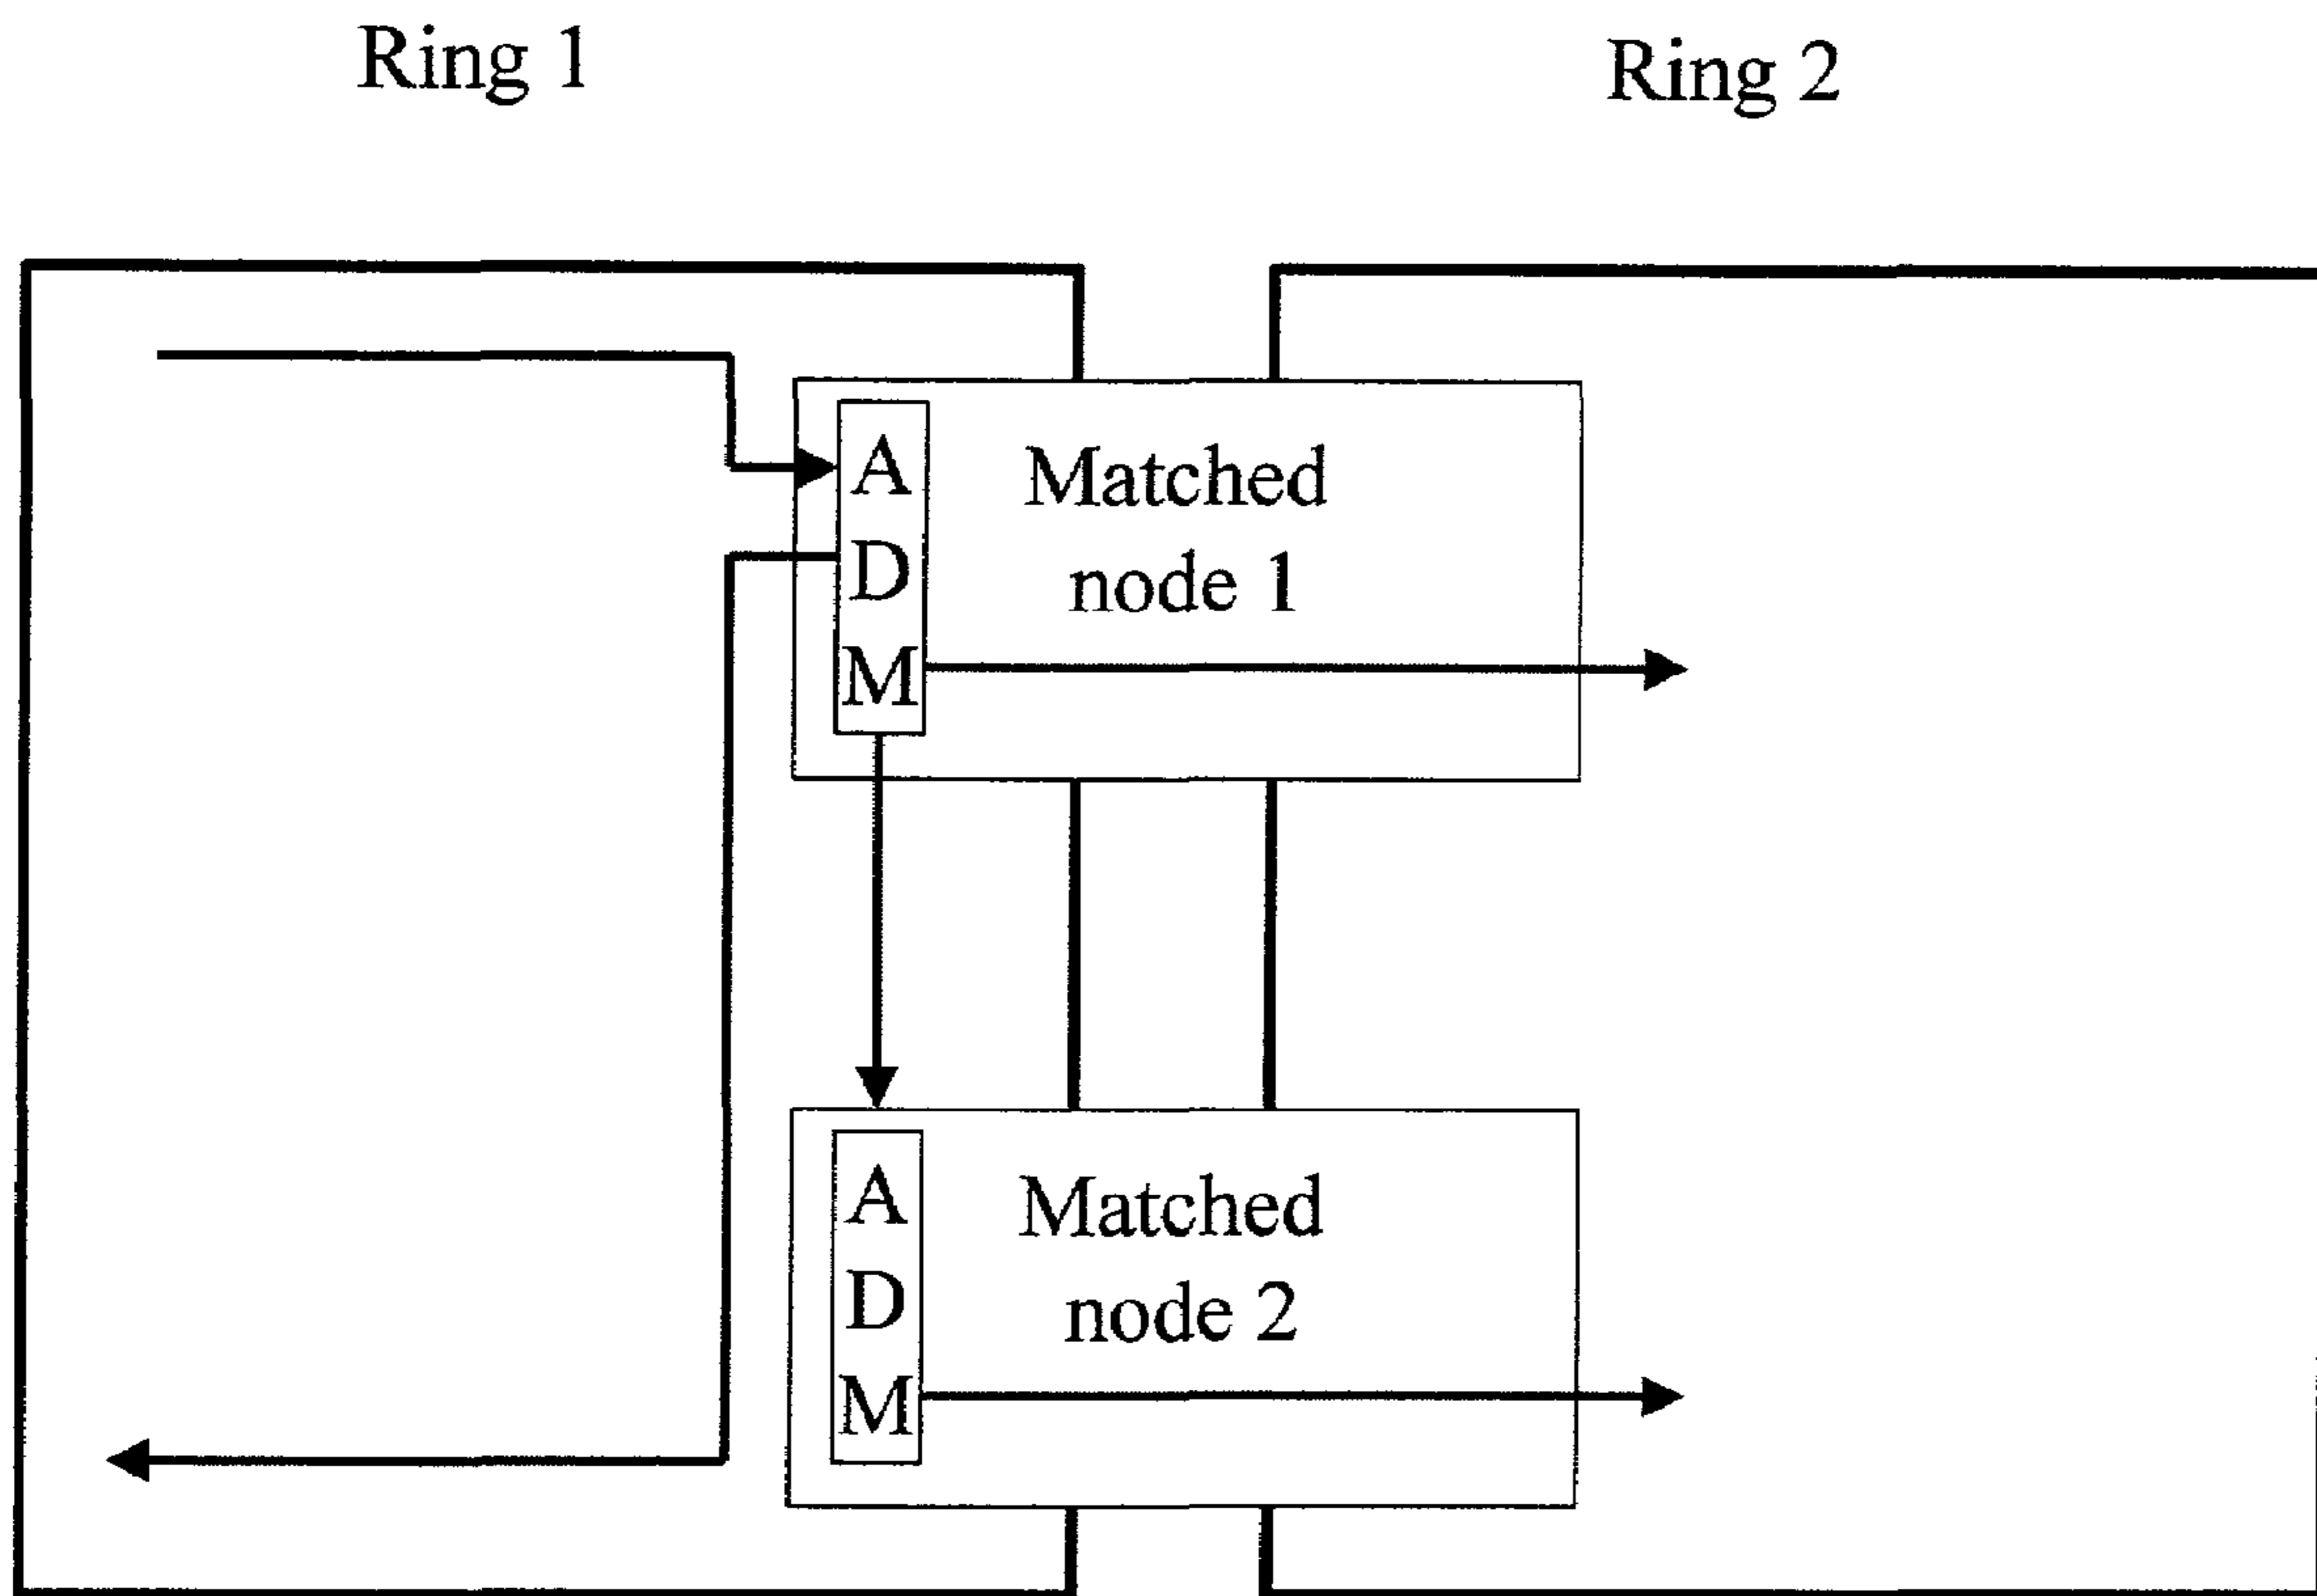 Ring 1
Ring 2
A
D
M
Matched
node 1
A
D
M
Matched
node 2